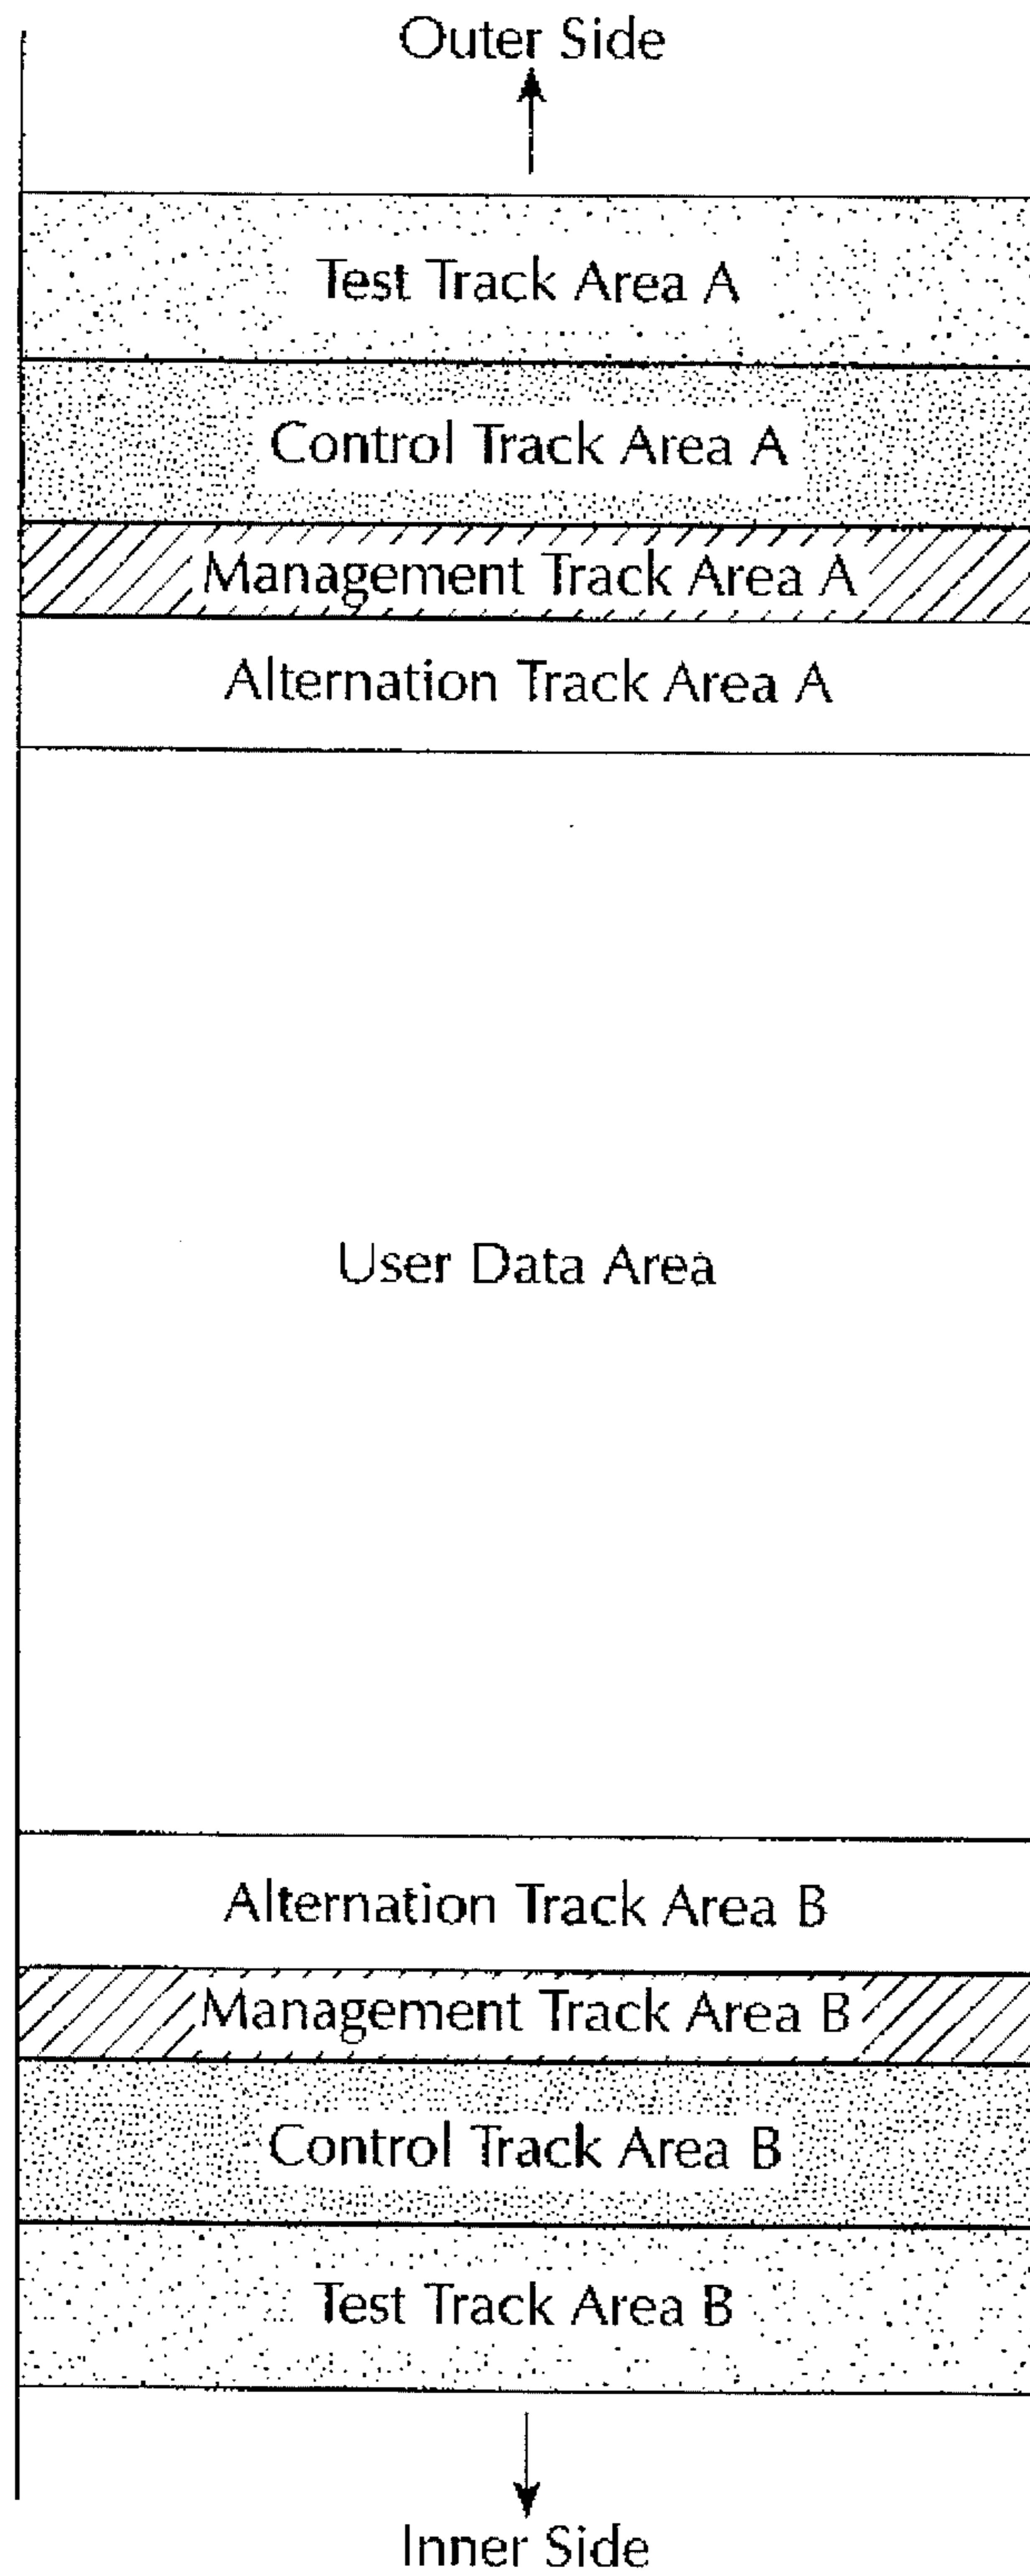 Outer Side
Test Track Area A
Control Track Area A
Management Track Area A
Alternation Track Area A
User Data Area
Alternation Track Area B
Management Track Area B
Control Track Area B
Test Track Area B
Inner Side